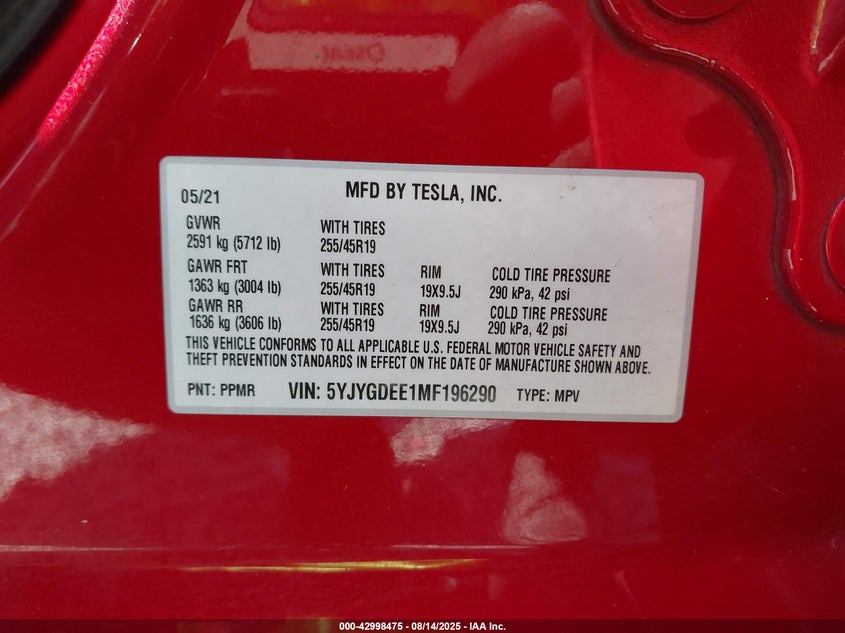 05/21 MFD BY TESLA, INC.
GVWR WITH TIRES
2591 kg (5712 lb) 255/45R19
GAWR FRT WITH TIRES RIM COLD TIRE PRESSURE
1363 kg (3004 lb) 255/45R19 19X9.5J 290 kPa, 42 psi
GAWR RR WITH TIRES RIM COLD TIRE PRESSURE
1636 kg (3606 lb) 255/45R19 19X9.5J 290 kPa, 42 psi
THIS VEHICLE CONFORMS TO ALL APPLICABLE U.S. FEDERAL MOTOR VEHICLE SAFETY AND
THEFT PREVENTION STANDARDS IN EFFECT ON THE DATE OF MANUFACTURE SHOWN ABOVE.
PNT: PPMR VIN: 5YJYGDEE1MF196290 TYPE: MPV
000-42998475 - 08/14/2025 - IAA Inc.